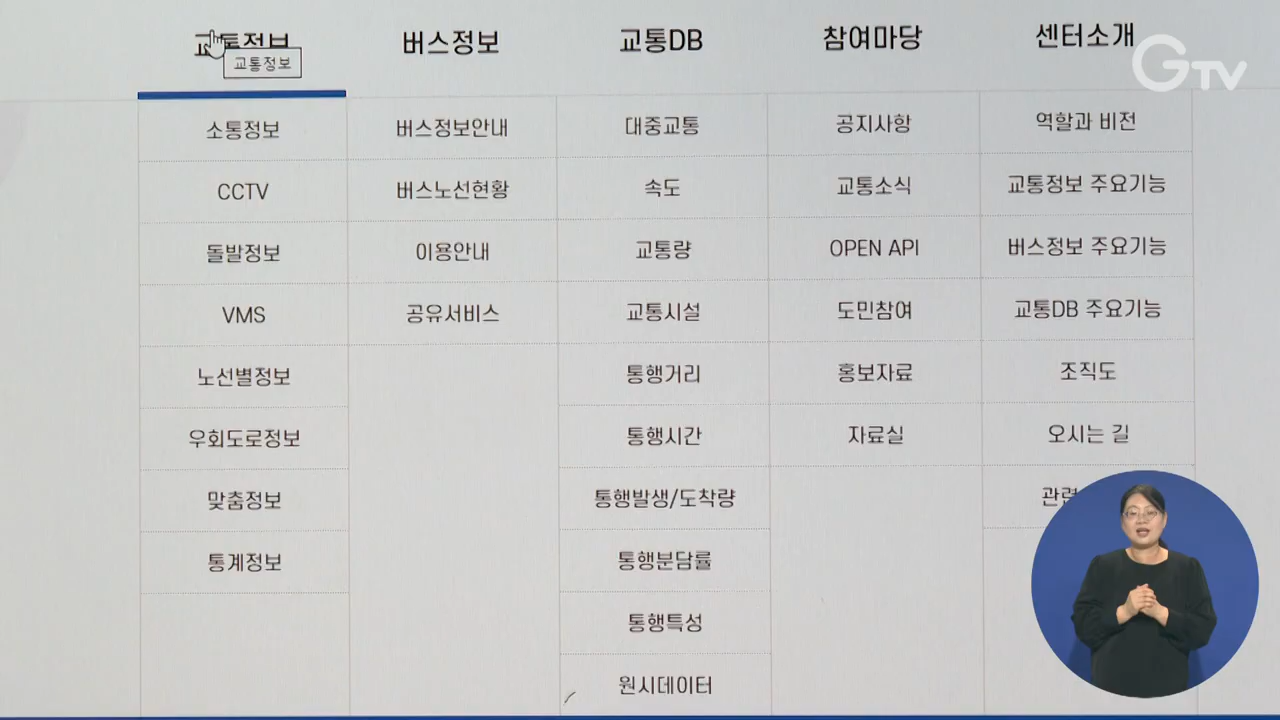 교통정보 버스정보 교통DB 참여마당 센터소개
교통정보
GTV
소통정보 버스정보안내 대중교통 공지사항 역할과 비전
CCTV 버스노선현황 속도 교통소식 교통정보 주요기능
돌발정보 이용안내 교통량 OPEN API 버스정보 주요기능
VMS 공유서비스 교통시설 도민참여 교통DB 주요기능
노선별정보 통행거리 홍보자료 조직도
우회도로정보 통행시간 자료실 오시는 길
맞춤정보 통행발생/도착량
통계정보 통행분담률
통행특성
원시데이터